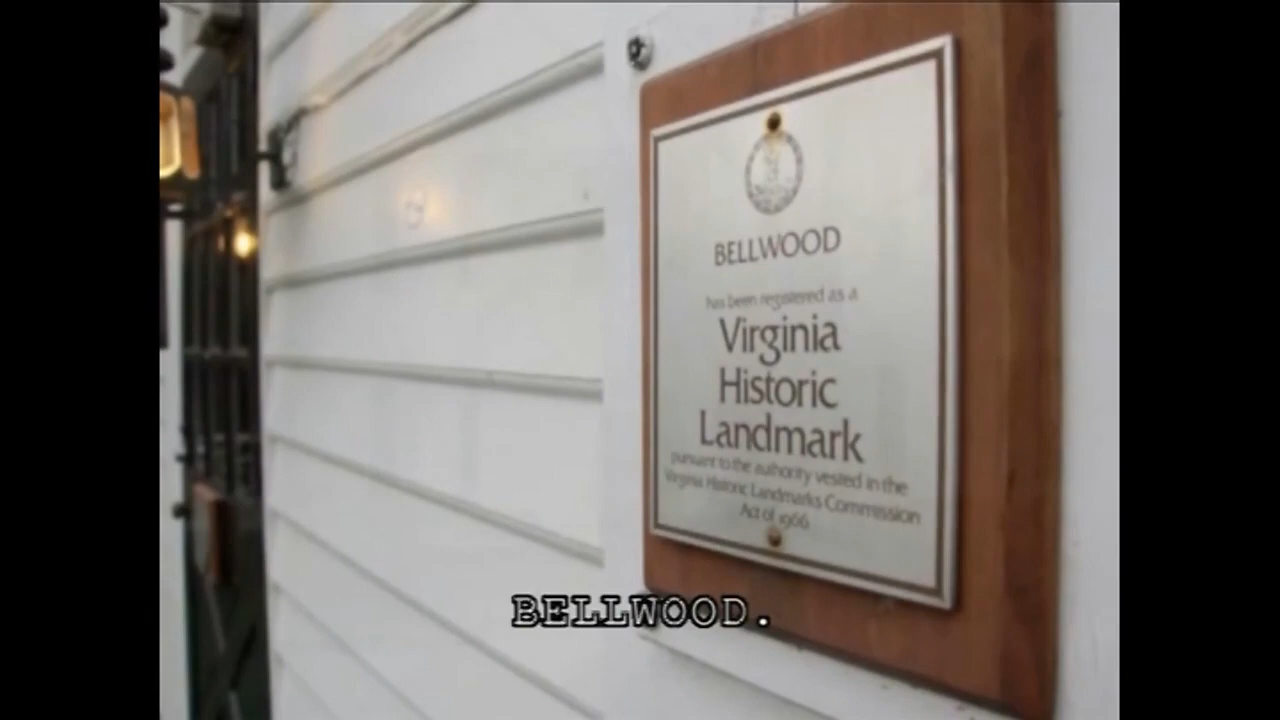 BELLWOOD
has been registered as a
Virginia
Historic
Landmark
pursuant to the authority vested in the
Virginia Historic Landmarks Commission
Act of 1966
BELLWOOD.